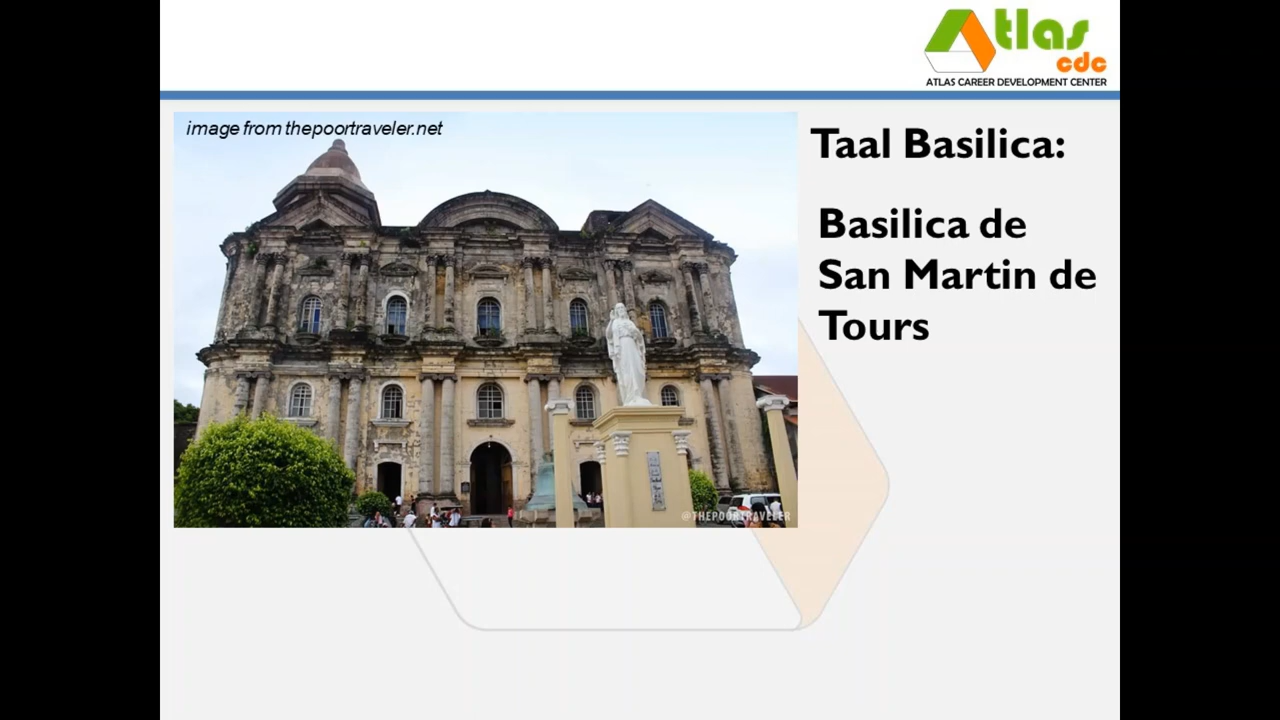 Atlas
cdc
ATLAS CAREER DEVELOPMENT CENTER
image from thepoortraveler.net
Taal Basilica:
Basilica de
San Martin de
Tours
@THEPOORTRAVELER